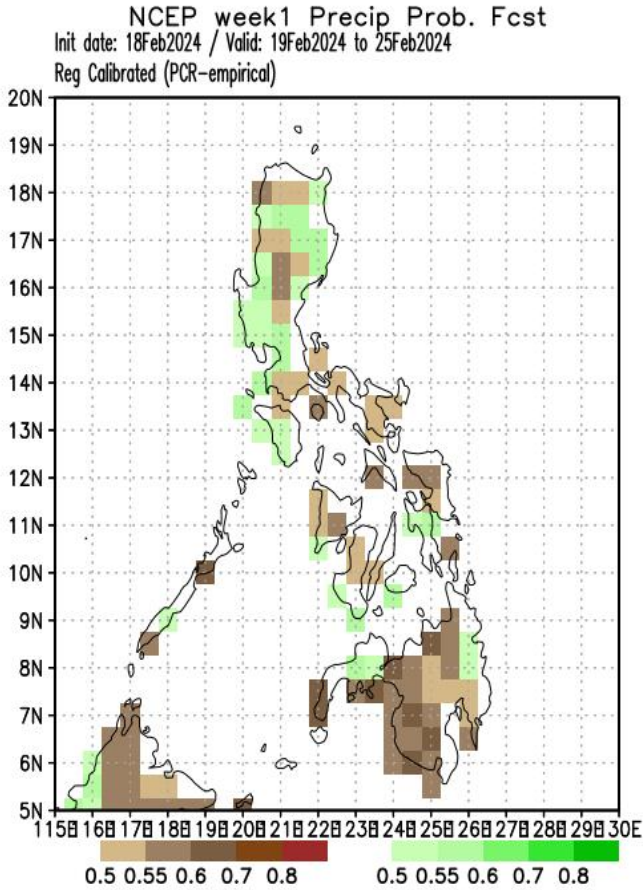 NCEP week1 Precip Prob. Fcst
Init date: 18Feb2024 / Valid: 19Feb2024 to 25Feb2024
Reg Calibrated (PCR-empirical)
20N
19N
18N
17N
16N
15N
14N
13N
12N
11N
10N
9N
8N
7N
6N
5N
115E 116E 117E 118E 119E 120E 121E 122E 123E 124E 125E 126E 127E 128E 129E 130E
0.5 0.55 0.6 0.7 0.8 0.5 0.55 0.6 0.7 0.8